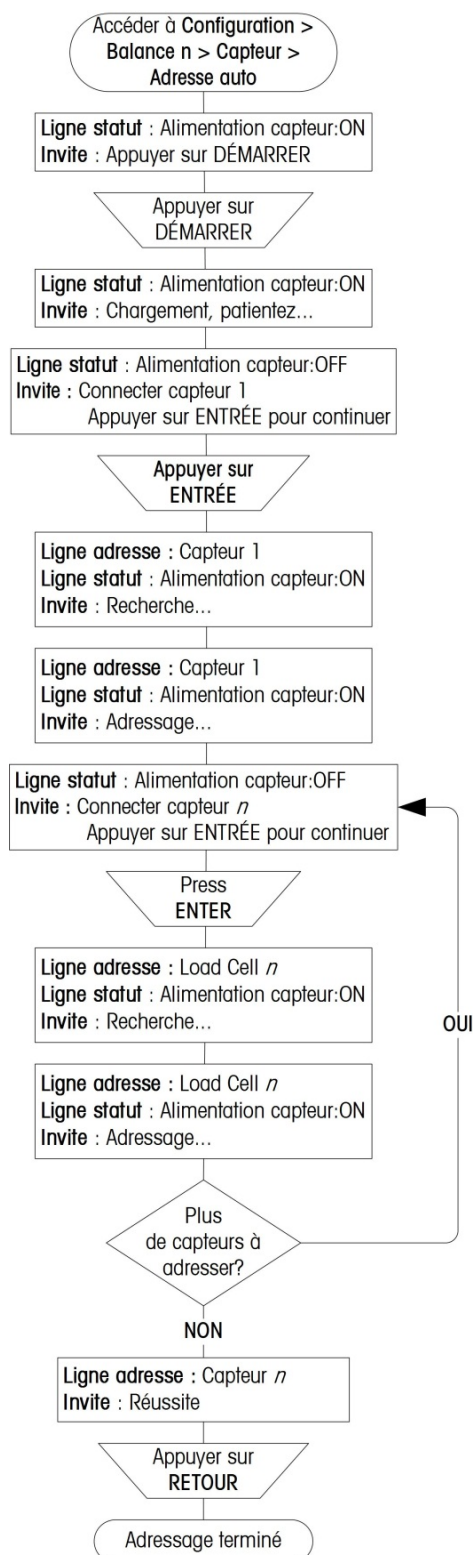 Accéder à Configuration >
Balance n > Capteur >
Adresse auto
Ligne statut : Alimentation capteur:ON
Invite : Appuyer sur DÉMARRER
Appuyer sur
DÉMARRER
Ligne statut : Alimentation capteur:ON
Invite : Chargement, patientez...
Ligne statut : Alimentation capteur:OFF
Invite : Connecter capteur 1
Appuyer sur ENTRÉE pour continuer
Appuyer sur
ENTRÉE
Ligne adresse : Capteur 1
Ligne statut : Alimentation capteur:ON
Invite : Recherche...
Ligne adresse : Capteur 1
Ligne statut : Alimentation capteur:ON
Invite : Adressage...
Ligne statut : Alimentation capteur:OFF
Invite : Connecter capteur n
Appuyer sur ENTRÉE pour continuer
Press
ENTER
Ligne adresse : Load Cell n
Ligne statut : Alimentation capteur:ON
Invite : Recherche...
OUI
Ligne adresse : Load Cell n
Ligne statut : Alimentation capteur:ON
Invite : Adressage...
Plus
de capteurs à
adresser?
NON
Ligne adresse : Capteur n
Invite : Réussite
Appuyer sur
RETOUR
Adressage terminé